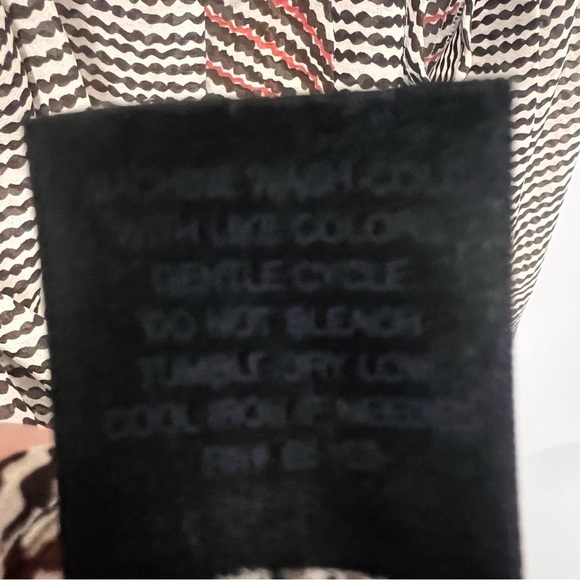 MACHINE WASH COLD
WITH LIKE COLORS
GENTLE CYCLE
DO NOT BLEACH
TUMBLE DRY LOW
COOL IRON IF NEEDED